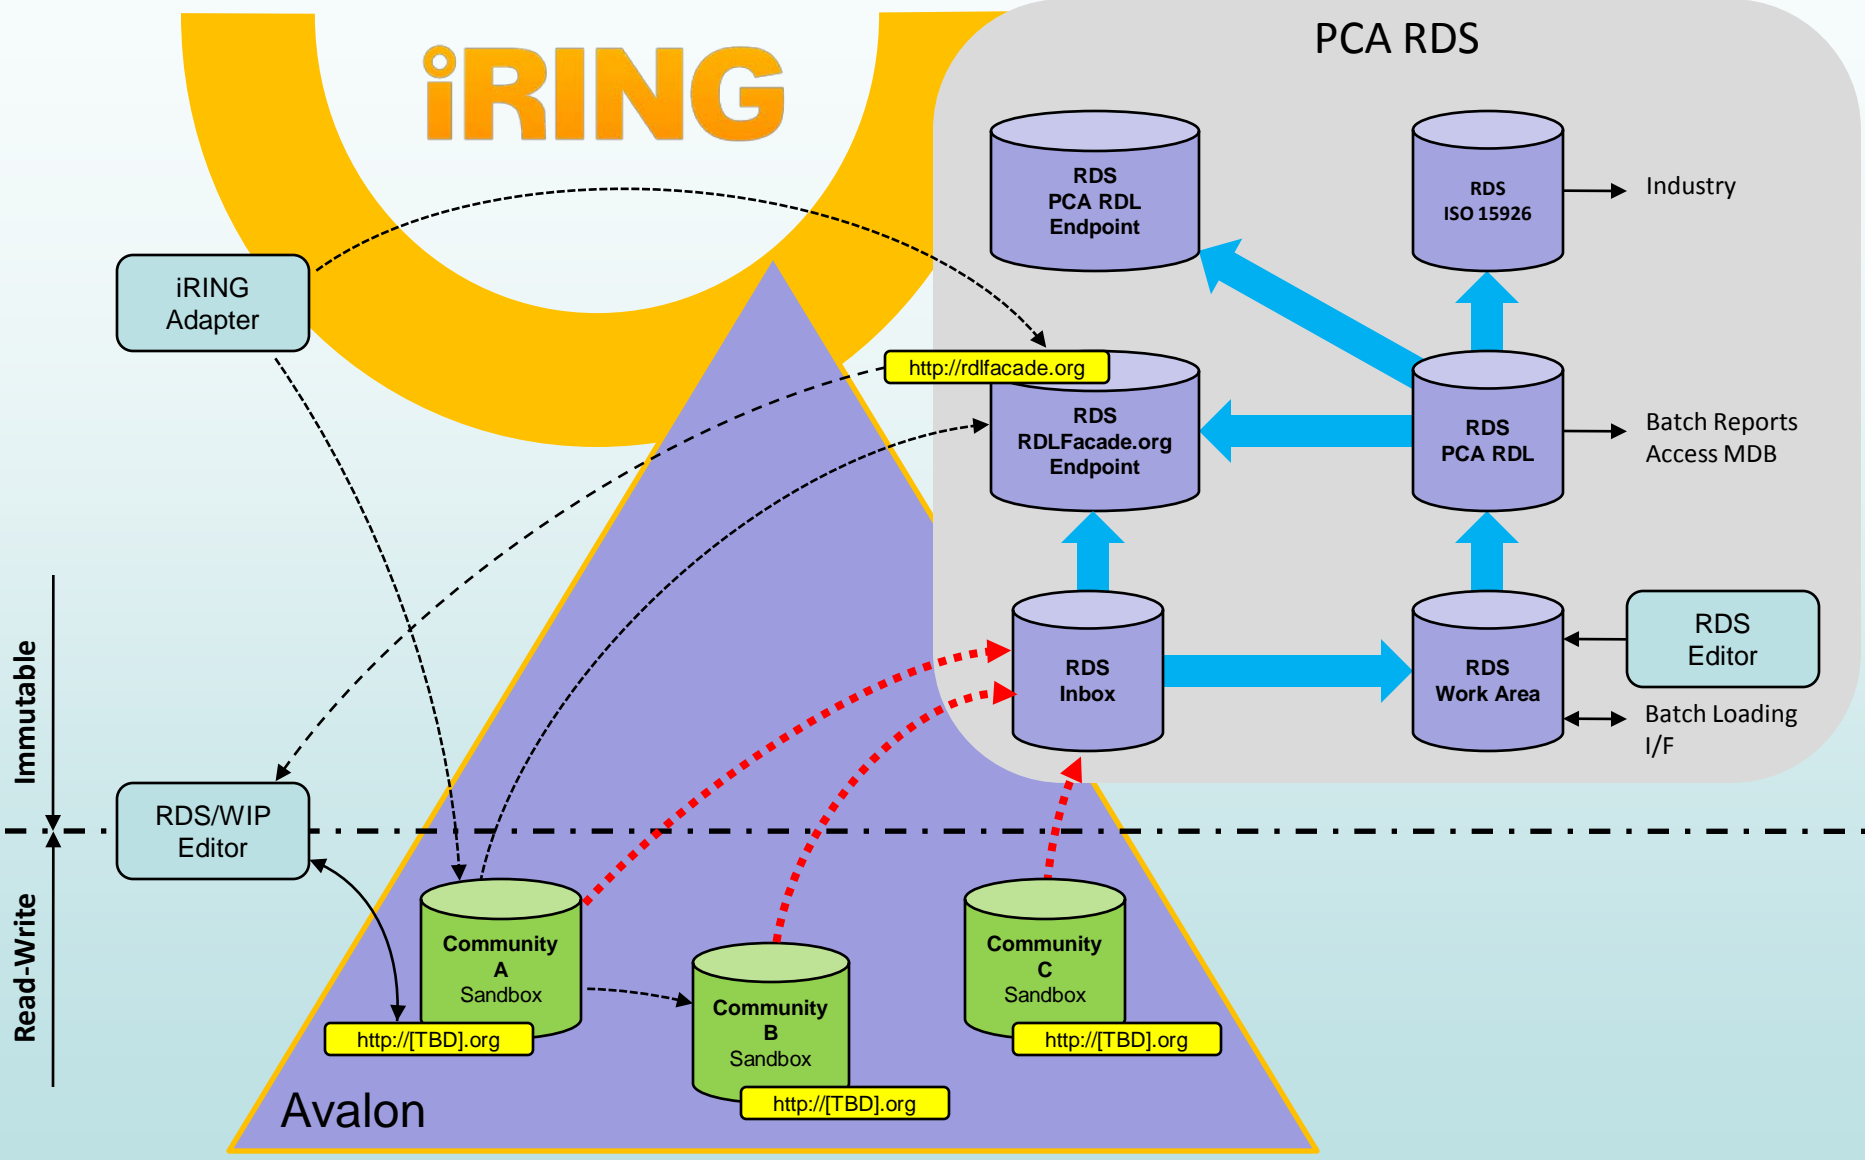 iRING
PCA RDS
RDS
PCA RDL
Endpoint
RDS
ISO 15926
Industry
iRING
Adapter
http://rdlfacade.org
RDS
RDLFacade.org
Endpoint
RDS
PCA RDL
Batch Reports
Access MDB
RDS
Inbox
RDS
Work Area
RDS
Editor
Batch Loading
I/F
Immutable
RDS/WIP
Editor
Read-Write
Community
A
Sandbox
http://[TBD].org
Community
B
Sandbox
http://[TBD].org
Community
C
Sandbox
http://[TBD].org
Avalon